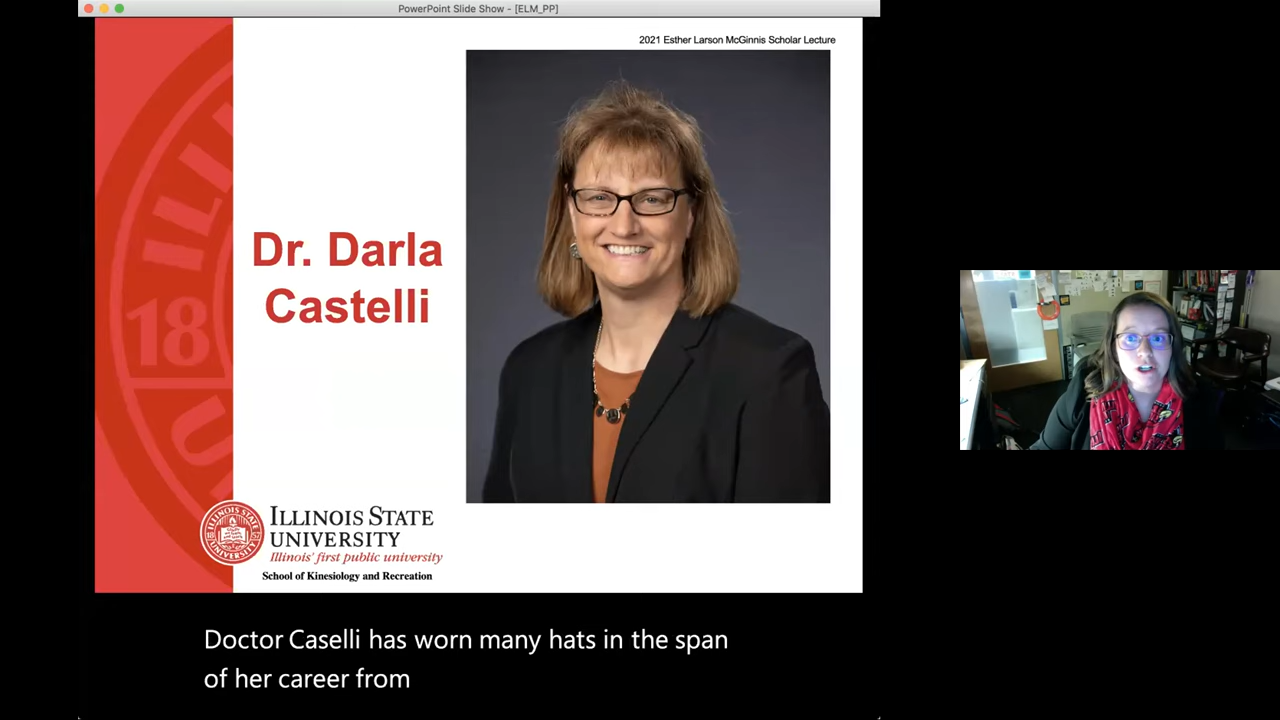 PowerPoint Slide Show - [ELM_PP]
2021 Esther Larson McGinnis Scholar Lecture
Dr. Darla
Castelli
18
ILLINOIS STATE
UNIVERSITY
Illinois' first public university
School of Kinesiology and Recreation
Doctor Caselli has worn many hats in the span
of her career from